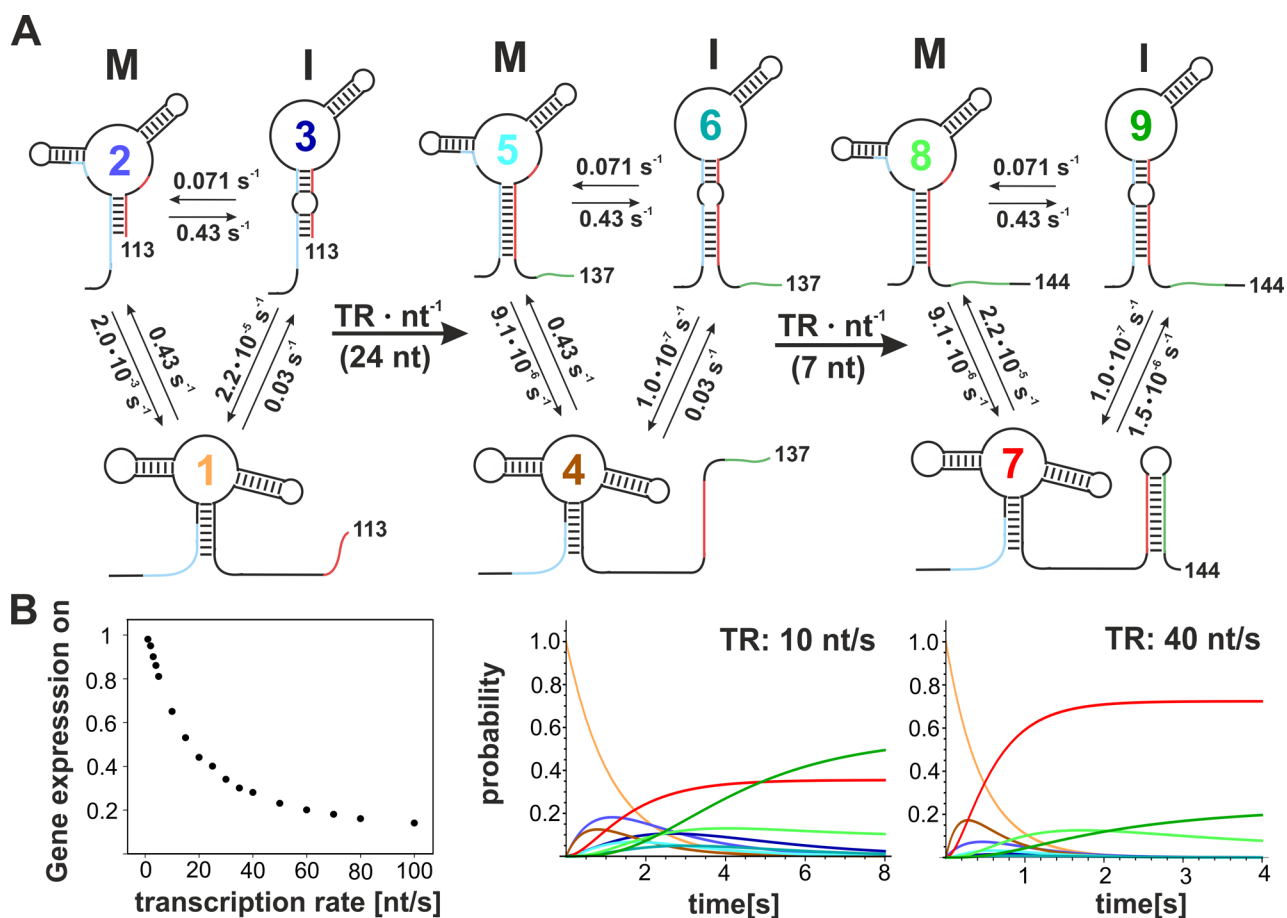 A
M I M I M I
2 3 5 6 8 9
0.071 s⁻¹
0.43 s⁻¹
0.071 s⁻¹
0.43 s⁻¹
0.071 s⁻¹
0.43 s⁻¹
113
113
137
137
144
144
2.0·10⁻³ s⁻¹
0.43 s⁻¹
2.2·10⁻⁵ s⁻¹
0.03 s⁻¹
TR · nt⁻¹
(24 nt)
9.1·10⁻⁶ s⁻¹
0.43 s⁻¹
1.0·10⁻⁷ s⁻¹
0.03 s⁻¹
TR · nt⁻¹
(7 nt)
9.1·10⁻⁶ s⁻¹
2.2·10⁻⁵ s⁻¹
1.0·10⁻⁷ s⁻¹
1.5·10⁻⁶ s⁻¹
1
113
4
137
7
144
B
Gene expresssion on
1
0.8
0.6
0.4
0.2
0 20 40 60 80 100
transcription rate [nt/s]
probability
TR: 10 nt/s
1.0
0.8
0.6
0.4
0.2
2 4 6 8
time[s]
TR: 40 nt/s
1.0
0.8
0.6
0.4
0.2
1 2 3 4
time[s]